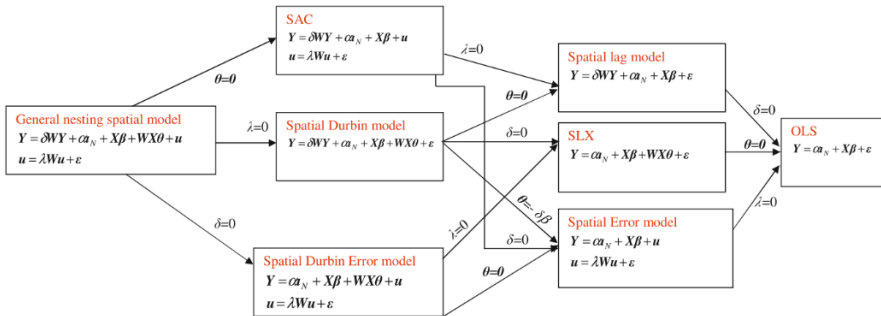 SAC
Y = δWY + αι_N + Xβ + u
u = λWu + ε
λ=0
θ=0
Spatial lag model
Y = δWY + αι_N + Xβ + ε
General nesting spatial model
Y = δWY + αι_N + Xβ + WXθ + u
u = λWu + ε
λ=0
Spatial Durbin model
Y = δWY + αι_N + Xβ + WXθ + ε
θ=0
δ=0
SLX
Y = αι_N + Xβ + WXθ + ε
δ=0
θ=0
OLS
Y = αι_N + Xβ + ε
δ=0
λ=0
θ=- δβ
δ=0
θ=0
λ=0
Spatial Durbin Error model
Y = αι_N + Xβ + WXθ + u
u = λWu + ε
Spatial Error model
Y = αι_N + Xβ + u
u = λWu + ε